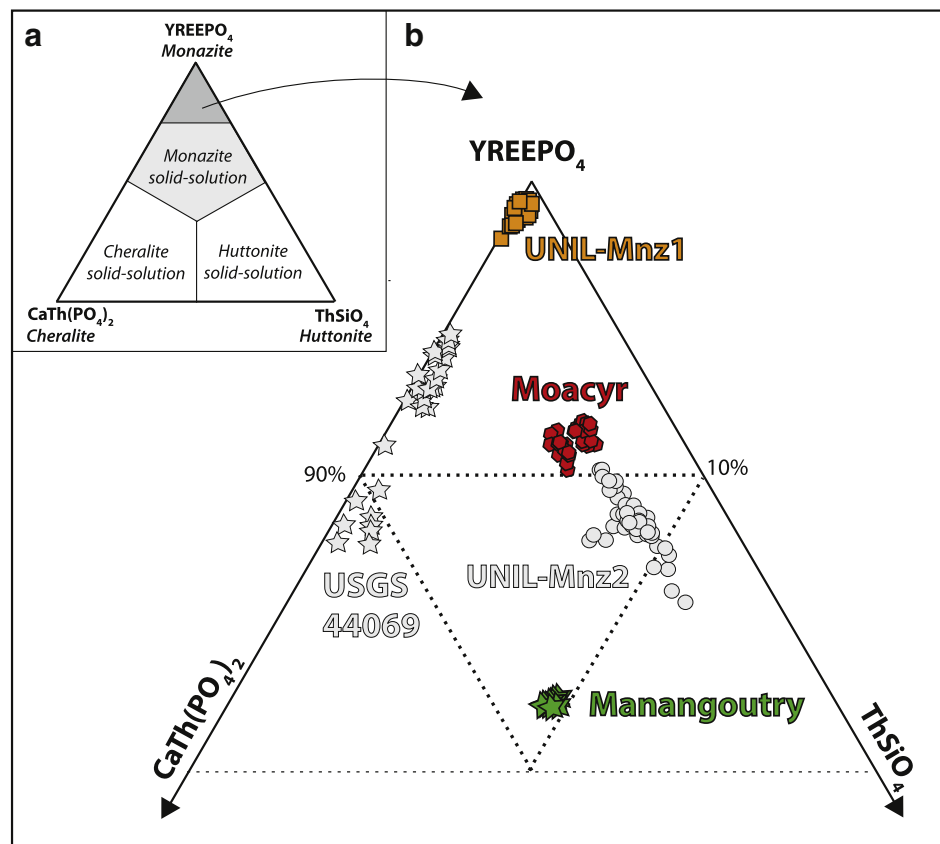 a
YREEPO4
Monazite
Monazite
solid-solution
Cheralite
solid-solution
Huttonite
solid-solution
CaTh(PO4)2
Cheralite
ThSiO4
Huttonite
b
YREEPO4
UNIL-Mnz1
Moacyr
90%
10%
USGS
44069
UNIL-Mnz2
Manangoutry
CaTh(PO4)2
ThSiO4